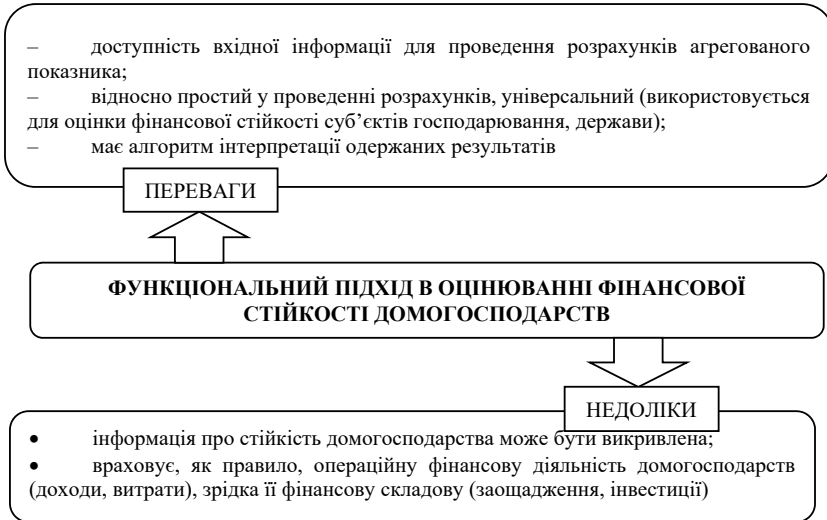 – доступність вхідної інформації для проведення розрахунків агрегованого
показника;
– відносно простий у проведенні розрахунків, універсальний (використовується
для оцінки фінансової стійкості суб’єктів господарювання, держави);
– має алгоритм інтерпретації одержаних результатів
ПЕРЕВАГИ
ФУНКЦІОНАЛЬНИЙ ПІДХІД В ОЦІНЮВАННІ ФІНАНСОВОЇ
СТІЙКОСТІ ДОМОГОСПОДАРСТВ
НЕДОЛІКИ
• інформація про стійкість домогосподарства може бути викривлена;
• враховує, як правило, операційну фінансову діяльність домогосподарств
(доходи, витрати), зрідка її фінансову складову (заощадження, інвестиції)